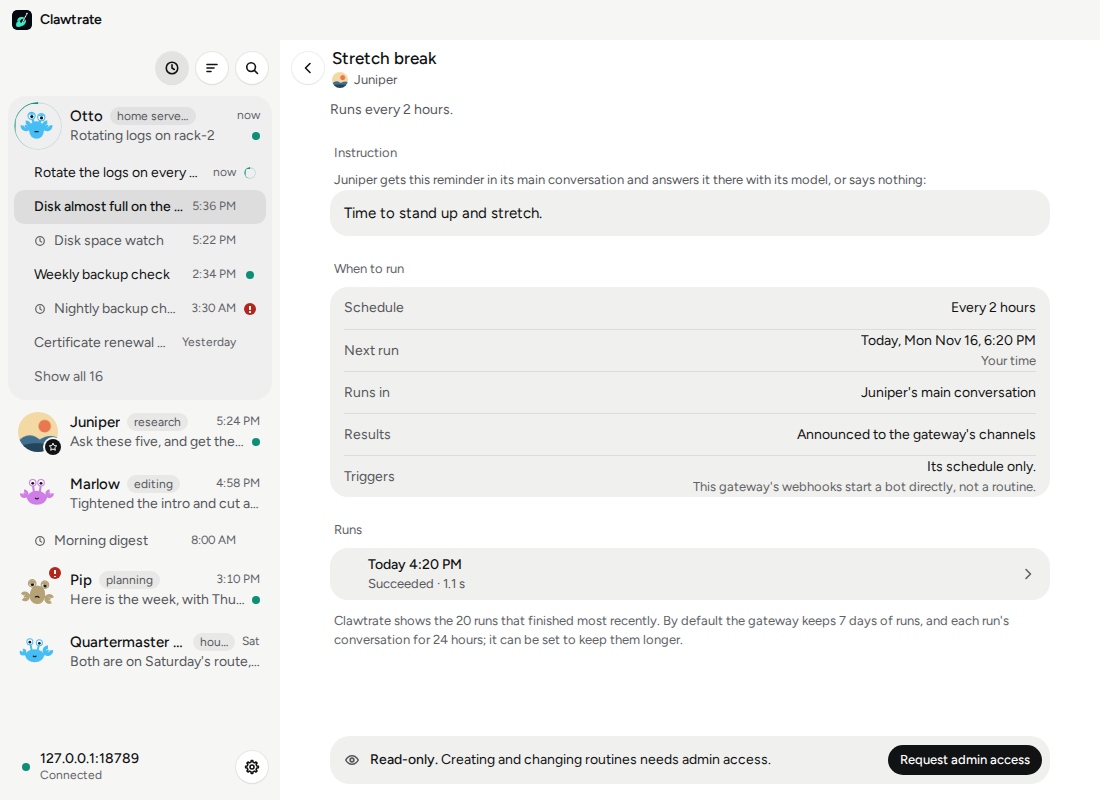 Clawtrate
Otto
home serve...
now
Rotating logs on rack-2
Rotate the logs on every ...
now
Disk almost full on the ...
5:36 PM
Disk space watch
5:22 PM
Weekly backup check
2:34 PM
Nightly backup ch...
3:30 AM
Certificate renewal ...
Yesterday
Show all 16
Juniper
research
5:24 PM
Ask these five, and get the...
Marlow
editing
4:58 PM
Tightened the intro and cut a...
Morning digest
8:00 AM
Pip
planning
3:10 PM
Here is the week, with Thu...
Quartermaster ...
hou...
Sat
Both are on Saturday's route,...
127.0.0.1:18789
Connected
Stretch break
Juniper
Runs every 2 hours.
Instruction
Juniper gets this reminder in its main conversation and answers it there with its model, or says nothing:
Time to stand up and stretch.
When to run
Schedule
Every 2 hours
Next run
Today, Mon Nov 16, 6:20 PM
Your time
Runs in
Juniper's main conversation
Results
Announced to the gateway's channels
Triggers
Its schedule only.
This gateway's webhooks start a bot directly, not a routine.
Runs
Today 4:20 PM
Succeeded · 1.1 s
Clawtrate shows the 20 runs that finished most recently. By default the gateway keeps 7 days of runs, and each run's
conversation for 24 hours; it can be set to keep them longer.
Read-only. Creating and changing routines needs admin access.
Request admin access